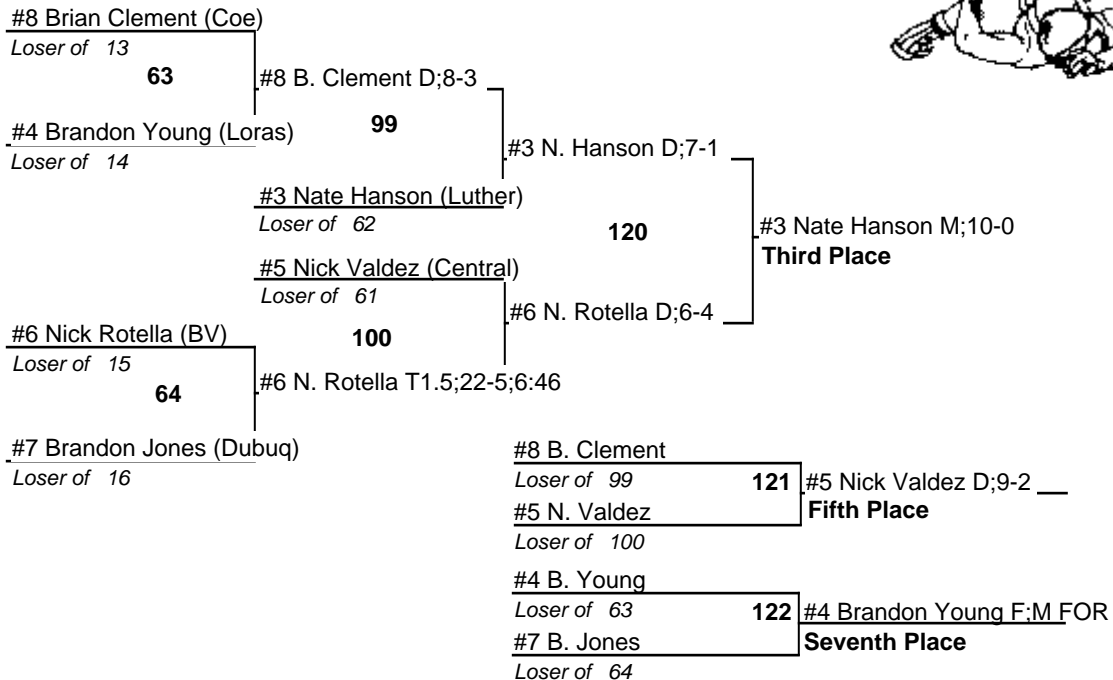 #8 Brian Clement (Coe)
Loser of 13
63
#8 B. Clement D;8-3
#4 Brandon Young (Loras)
Loser of 14
99
#3 N. Hanson D;7-1
#3 Nate Hanson (Luther)
Loser of 62
120
#3 Nate Hanson M;10-0
Third Place
#5 Nick Valdez (Central)
Loser of 61
#6 N. Rotella D;6-4
#6 Nick Rotella (BV)
Loser of 15
100
64
#6 N. Rotella T1.5;22-5;6:46
#7 Brandon Jones (Dubuq)
Loser of 16
#8 B. Clement
Loser of 99
121
#5 Nick Valdez D;9-2
Fifth Place
#5 N. Valdez
Loser of 100
#4 B. Young
Loser of 63
122
#4 Brandon Young F;M FOR
Seventh Place
#7 B. Jones
Loser of 64